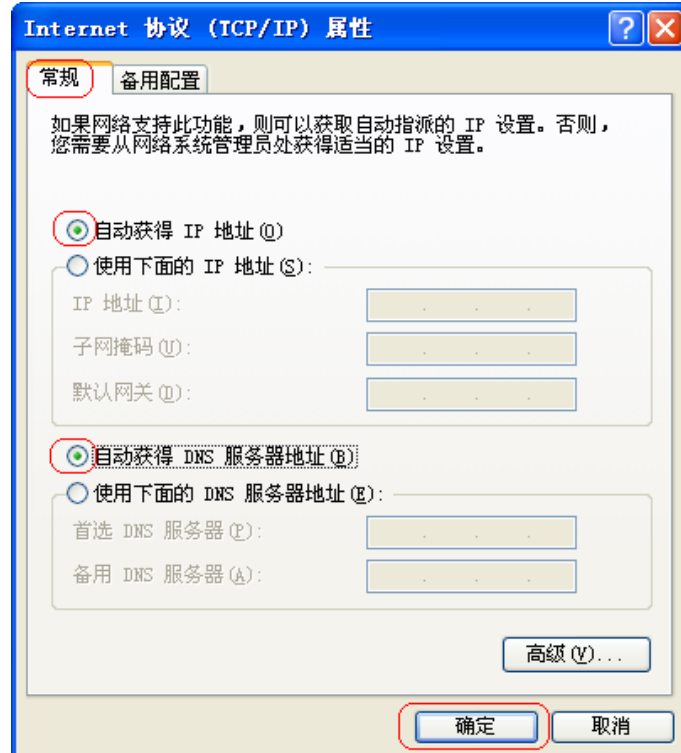 Internet 协议 (TCP/IP) 属性
常规 备用配置
如果网络支持此功能，则可以获取自动指派的 IP 设置。否则，
您需要从网络系统管理员处获得适当的 IP 设置。
自动获得 IP 地址(O)
使用下面的 IP 地址(S):
IP 地址(I):
子网掩码(U):
默认网关(D):
自动获得 DNS 服务器地址(B)
使用下面的 DNS 服务器地址(E):
首选 DNS 服务器(P):
备用 DNS 服务器(A):
高级(V)...
确定 取消